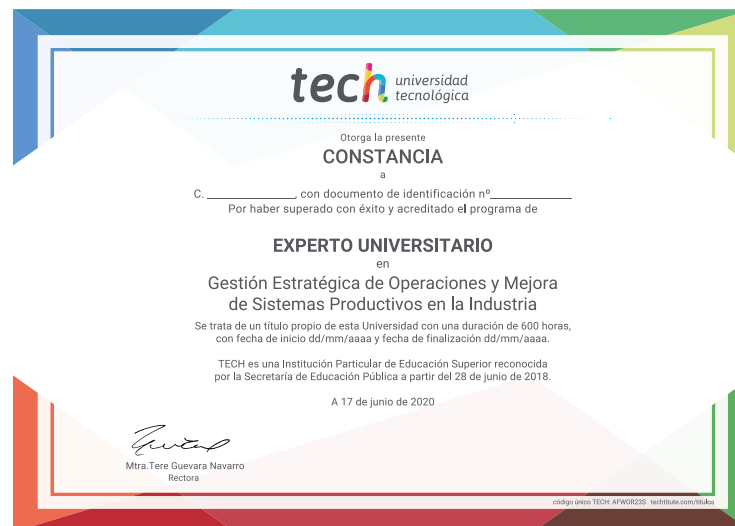 tech universidad
tecnológica
Otorga la presente
CONSTANCIA
a
C. ________________, con documento de identificación nº______________
Por haber superado con éxito y acreditado el programa de
EXPERTO UNIVERSITARIO
en
Gestión Estratégica de Operaciones y Mejora
de Sistemas Productivos en la Industria
Se trata de un título propio de esta Universidad con una duración de 600 horas,
con fecha de inicio dd/mm/aaaa y fecha de finalización dd/mm/aaaa.
TECH es una Institución Particular de Educación Superior reconocida
por la Secretaría de Educación Pública a partir del 28 de junio de 2018.
A 17 de junio de 2020
Mtra.Tere Guevara Navarro
Rectora
código único TECH: AFWOR23S techtitute.com/titulos